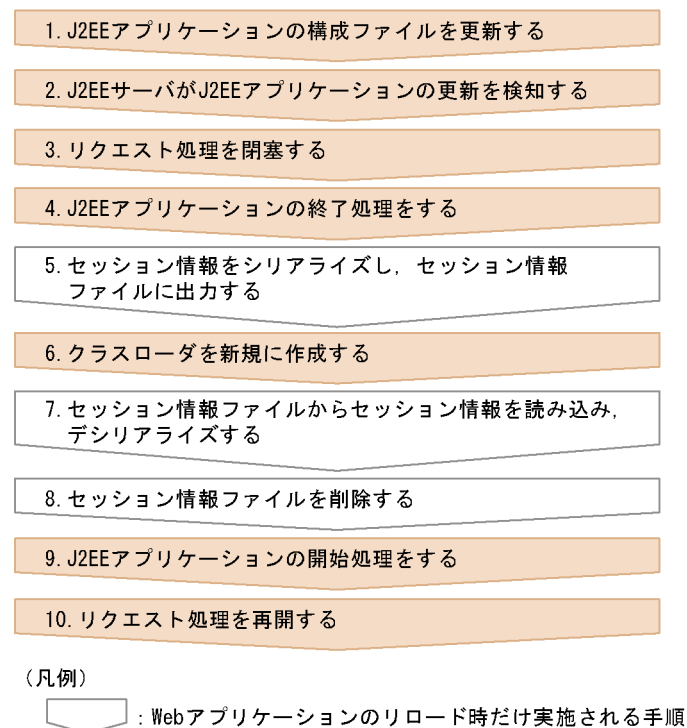 1. J2EEアプリケーションの構成ファイルを更新する
2. J2EEサーバがJ2EEアプリケーションの更新を検知する
3. リクエスト処理を閉塞する
4. J2EEアプリケーションの終了処理をする
5. セッション情報をシリアライズし，セッション情報
ファイルに出力する
6. クラスローダを新規に作成する
7. セッション情報ファイルからセッション情報を読み込み，
デシリアライズする
8. セッション情報ファイルを削除する
9. J2EEアプリケーションの開始処理をする
10. リクエスト処理を再開する
（凡例）
：Webアプリケーションのリロード時だけ実施される手順